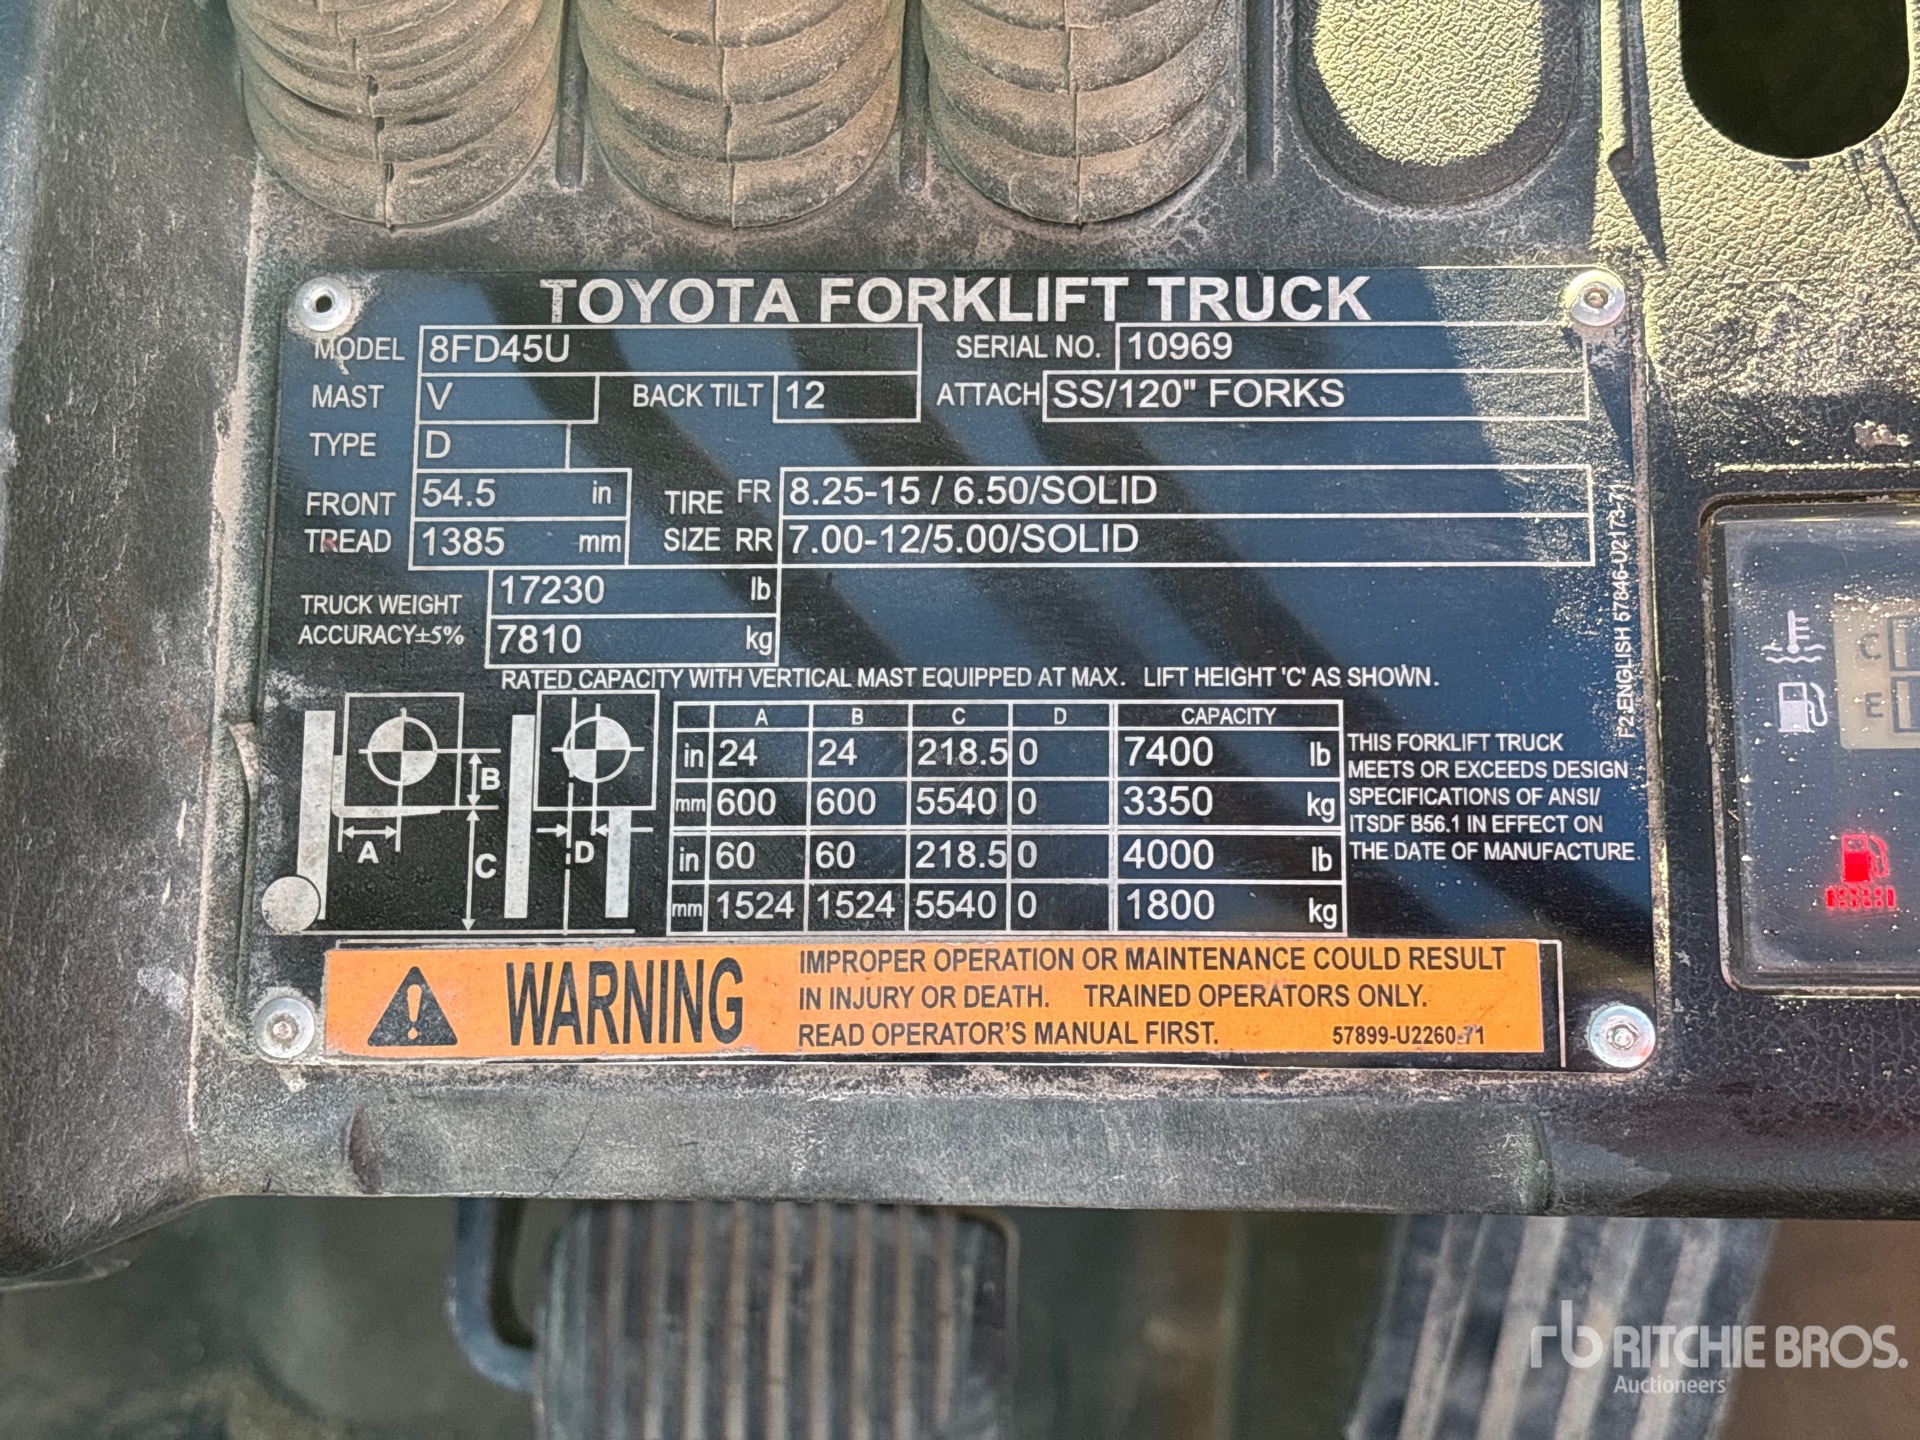 TOYOTA FORKLIFT TRUCK
MODEL 8FD45U SERIAL NO. 10969
MAST V BACK TILT 12 ATTACH SS/120" FORKS
TYPE D
FRONT TREAD 54.5 in TIRE SIZE FR 8.25-15 / 6.50/SOLID
1385 mm RR 7.00-12/5.00/SOLID
TRUCK WEIGHT 17230 lb
ACCURACY±5% 7810 kg
RATED CAPACITY WITH VERTICAL MAST EQUIPPED AT MAX. LIFT HEIGHT 'C' AS SHOWN.
A B C D CAPACITY
in 24 24 218.5 0 7400 lb
mm 600 600 5540 0 3350 kg
in 60 60 218.5 0 4000 lb
mm 1524 1524 5540 0 1800 kg
B
A
C
D
THIS FORKLIFT TRUCK
MEETS OR EXCEEDS DESIGN
SPECIFICATIONS OF ANSI/
ITSDF B56.1 IN EFFECT ON
THE DATE OF MANUFACTURE.
F2 ENGLISH 57846-U2173-71
WARNING
IMPROPER OPERATION OR MAINTENANCE COULD RESULT
IN INJURY OR DEATH. TRAINED OPERATORS ONLY.
READ OPERATOR'S MANUAL FIRST. 57899-U2260-71
C
E
rb RITCHIE BROS.
Auctioneers